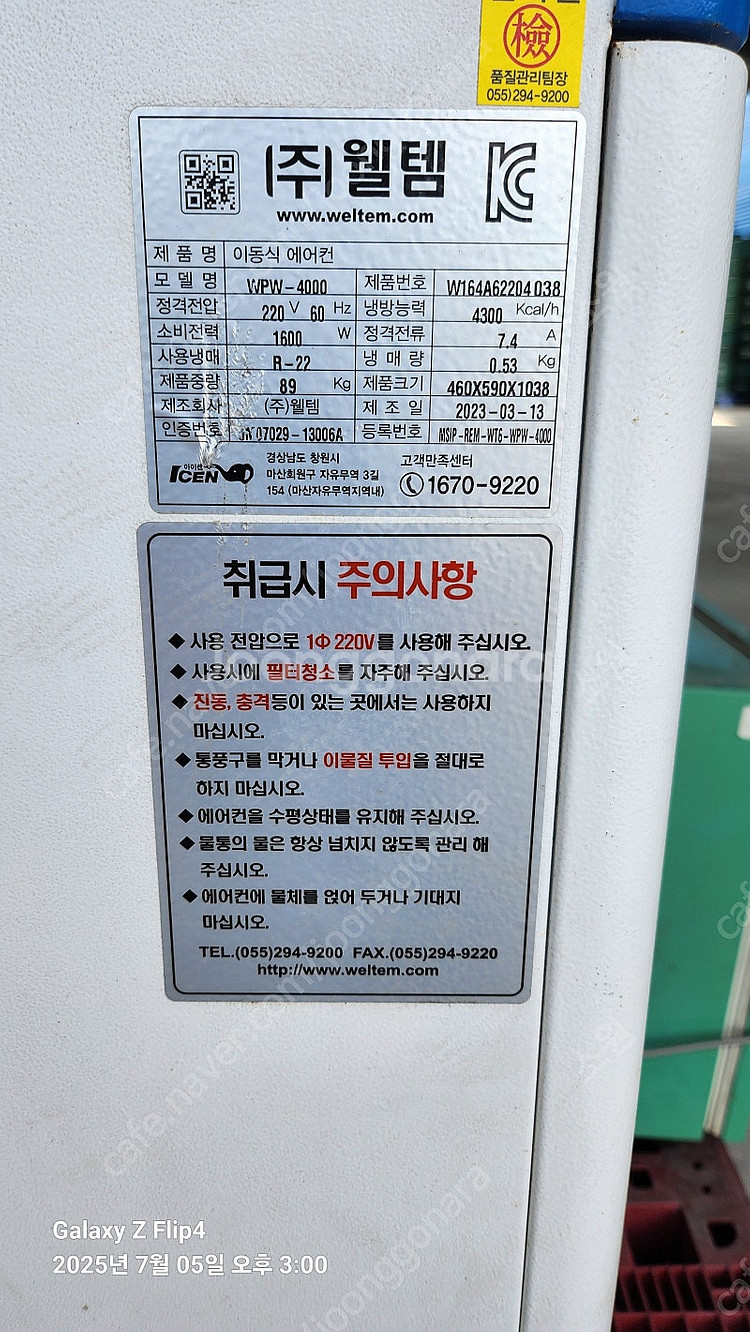 檢
품질관리팀장
055)294-9200
(주)웰템
www.weltem.com
제 품 명 이동식 에어컨
모 델 명 WPW-4000 제품번호 W164A62204038
정격전압 220 V 60 Hz 냉방능력 4300 Kcal/h
소비전력 1600 W 정격전류 7.4 A
사용냉매 R-22 냉 매 량 0.53 Kg
제품중량 89 Kg 제품크기 460X590X1038
제조회사 (주)웰템 제 조 일 2023-03-13
인증번호 07029-13006A 등록번호 MSIP-REM-WT6-WPW-4000
아이센
ICEN
경상남도 창원시
마산회원구 자유무역 3길
154 (마산자유무역지역내)
고객만족센터
1670-9220
취급시 주의사항
◆ 사용 전압으로 1Φ 220V를 사용해 주십시오.
◆ 사용시에 필터청소를 자주해 주십시오.
◆ 진동, 충격등이 있는 곳에서는 사용하지
마십시오.
◆ 통풍구를 막거나 이물질 투입을 절대로
하지 마십시오.
◆ 에어컨을 수평상태를 유지해 주십시오.
◆ 물통의 물은 항상 넘치지 않도록 관리 해
주십시오.
◆ 에어컨에 물체를 얹어 두거나 기대지
마십시오.
TEL.(055)294-9200 FAX.(055)294-9220
http://www.weltem.com
Galaxy Z Flip4
2025년 7월 05일 오후 3:00